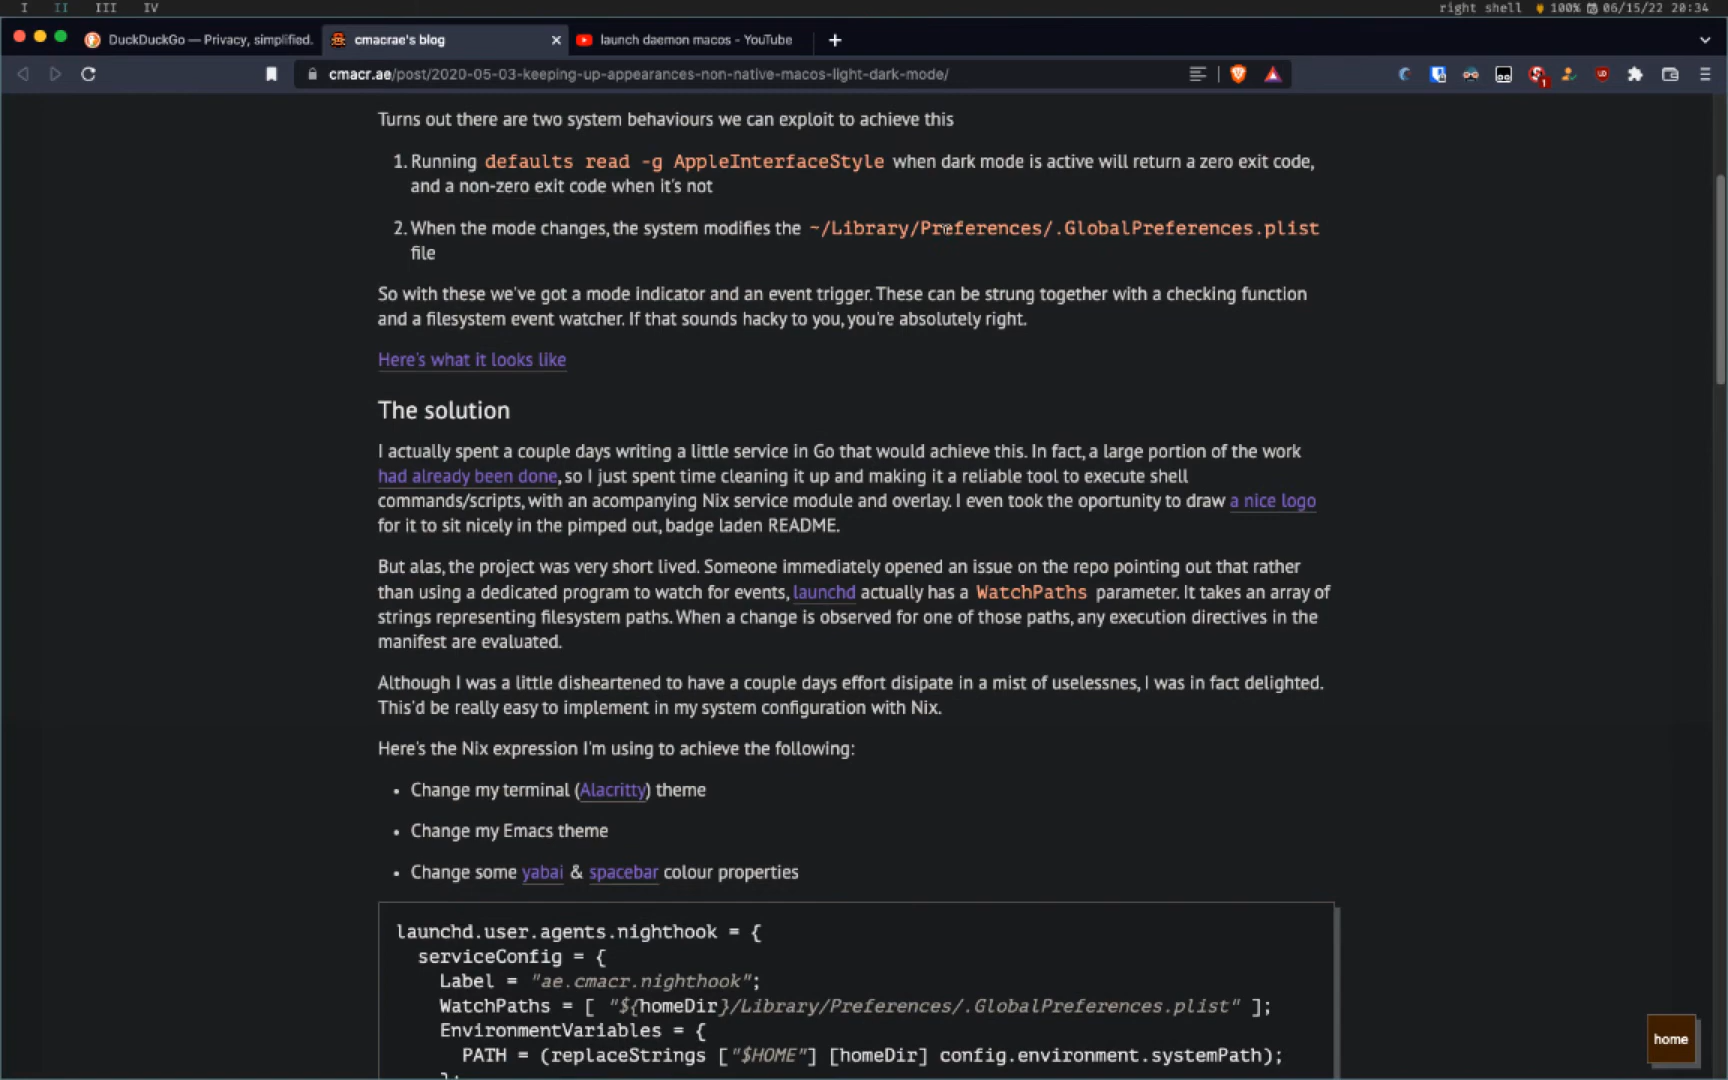 I II III IV right shell 100% 06/15/22 20:34
DuckDuckGo — Privacy, simplified. cmacrae's blog launch daemon macos - YouTube
cmacr.ae/post/2020-05-03-keeping-up-appearances-non-native-macos-light-dark-mode/
Turns out there are two system behaviours we can exploit to achieve this
1. Running defaults read -g AppleInterfaceStyle when dark mode is active will return a zero exit code,
and a non-zero exit code when it's not
2. When the mode changes, the system modifies the ~/Library/Preferences/.GlobalPreferences.plist
file
So with these we've got a mode indicator and an event trigger. These can be strung together with a checking function
and a filesystem event watcher. If that sounds hacky to you, you're absolutely right.
Here's what it looks like
The solution
I actually spent a couple days writing a little service in Go that would achieve this. In fact, a large portion of the work
had already been done, so I just spent time cleaning it up and making it a reliable tool to execute shell
commands/scripts, with an acompanying Nix service module and overlay. I even took the oportunity to draw a nice logo
for it to sit nicely in the pimped out, badge laden README.
But alas, the project was very short lived. Someone immediately opened an issue on the repo pointing out that rather
than using a dedicated program to watch for events, launchd actually has a WatchPaths parameter. It takes an array of
strings representing filesystem paths. When a change is observed for one of those paths, any execution directives in the
manifest are evaluated.
Although I was a little disheartened to have a couple days effort disipate in a mist of uselessnes, I was in fact delighted.
This'd be really easy to implement in my system configuration with Nix.
Here's the Nix expression I'm using to achieve the following:
• Change my terminal (Alacritty) theme
• Change my Emacs theme
• Change some yabai & spacebar colour properties
launchd.user.agents.nighthook = {
serviceConfig = {
Label = "ae.cmacr.nighthook";
WatchPaths = [ "${homeDir}/Library/Preferences/.GlobalPreferences.plist" ];
EnvironmentVariables = {
PATH = (replaceStrings ["$HOME"] [homeDir] config.environment.systemPath);
};
home